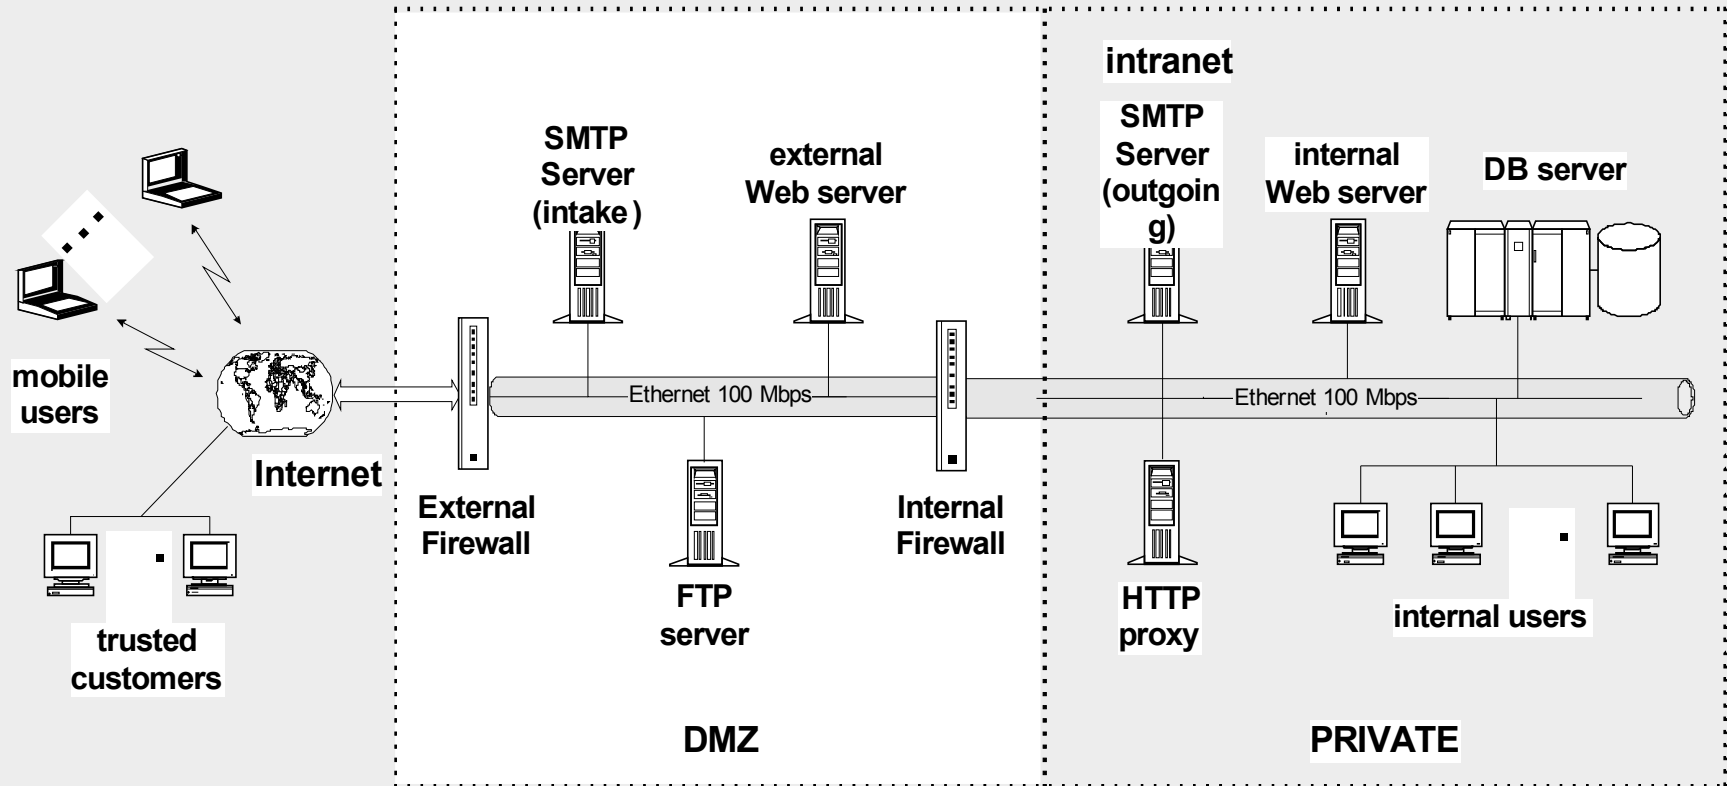 intranet
SMTP
Server
(intake)
external
Web server
SMTP
Server
(outgoin
g)
internal
Web server
DB server
mobile
users
Internet
Ethernet 100 Mbps
Ethernet 100 Mbps
External
Firewall
Internal
Firewall
FTP
server
HTTP
proxy
internal users
trusted
customers
DMZ
PRIVATE